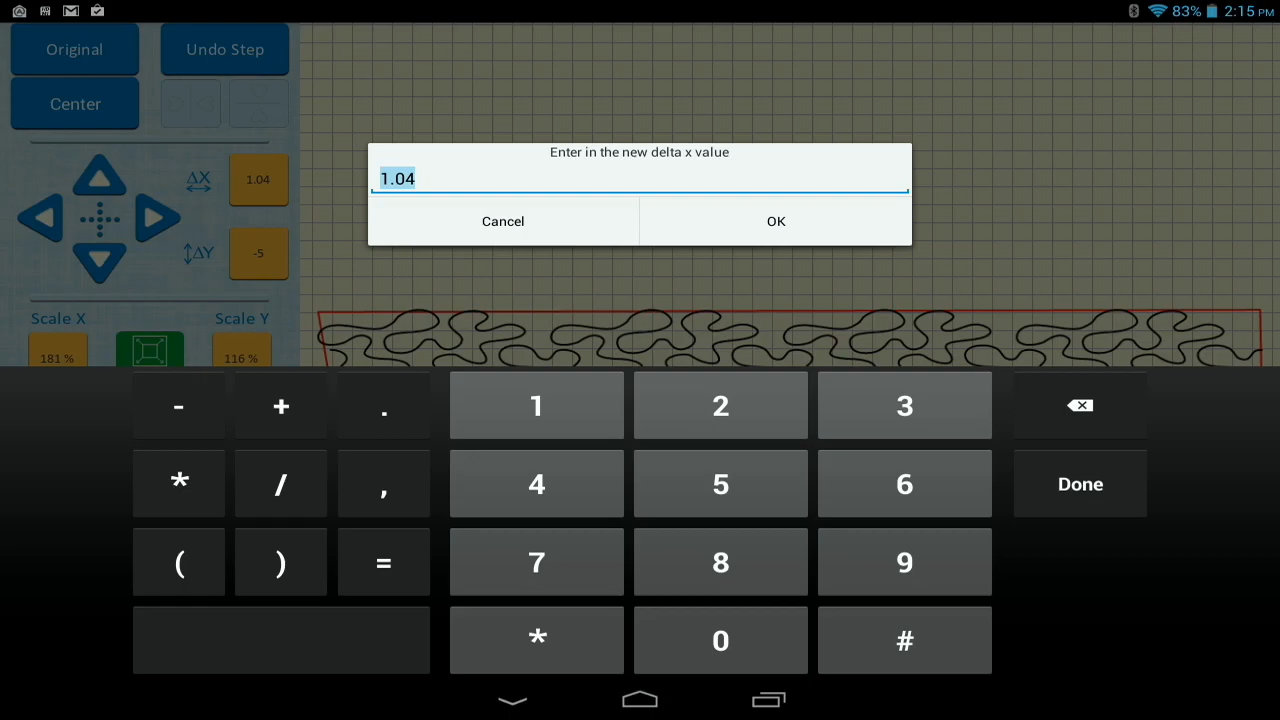 83% 2:15 PM
Original Undo Step
Center
Enter in the new delta x value
1.04
Cancel OK
ΔX 1.04
ΔY -5
Scale X Scale Y
181 % 116 %
- + . 1 2 3
* / , 4 5 6 Done
( ) = 7 8 9
* 0 #